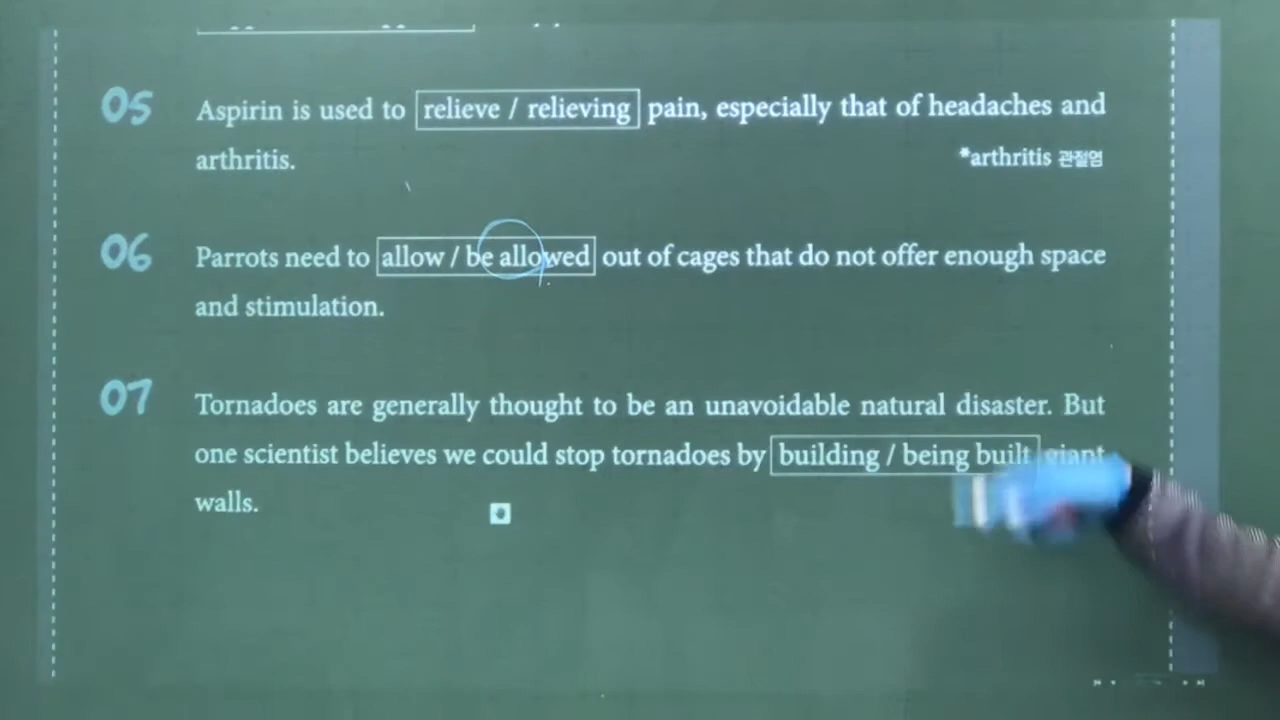 05 Aspirin is used to relieve / relieving pain, especially that of headaches and
arthritis. *arthritis 관절염
06 Parrots need to allow / be allowed out of cages that do not offer enough space
and stimulation.
07 Tornadoes are generally thought to be an unavoidable natural disaster. But
one scientist believes we could stop tornadoes by building / being built giant
walls.